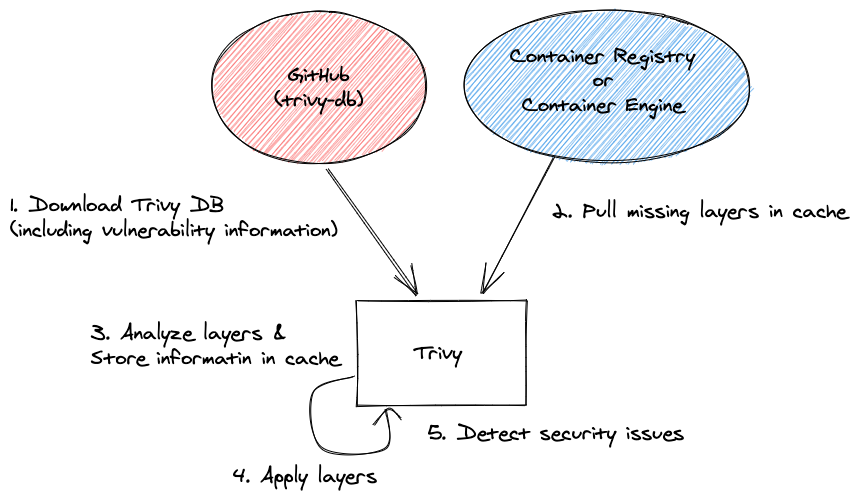 GitHub
(trivy-db)
Container Registry
or
Container Engine
1. Download Trivy DB
(including vulnerability information)
2. Pull missing layers in cache
3. Analyze layers &
Store informatin in cache
Trivy
4. Apply layers
5. Detect security issues